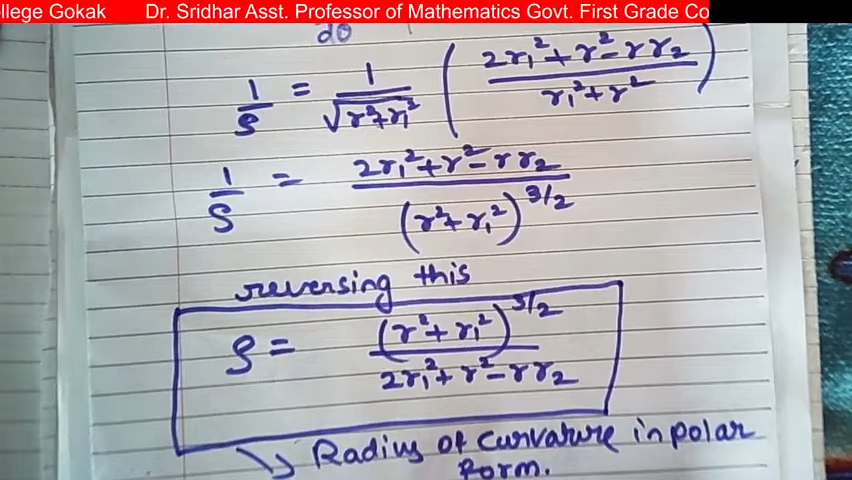 ollege Gokak Dr. Sridhar Asst. Professor of Mathematics Govt. First Grade Co
dθ
1/ρ = 1/√(r²+r₁²) ( (2r₁²+r²-rr₂)/(r₁²+r²) )
1/ρ = (2r₁²+r²-rr₂)/(r²+r₁²)^(3/2)
reversing this
ρ = (r²+r₁²)^(3/2)/(2r₁²+r²-rr₂)
↳ Radius of curvature in polar
form.